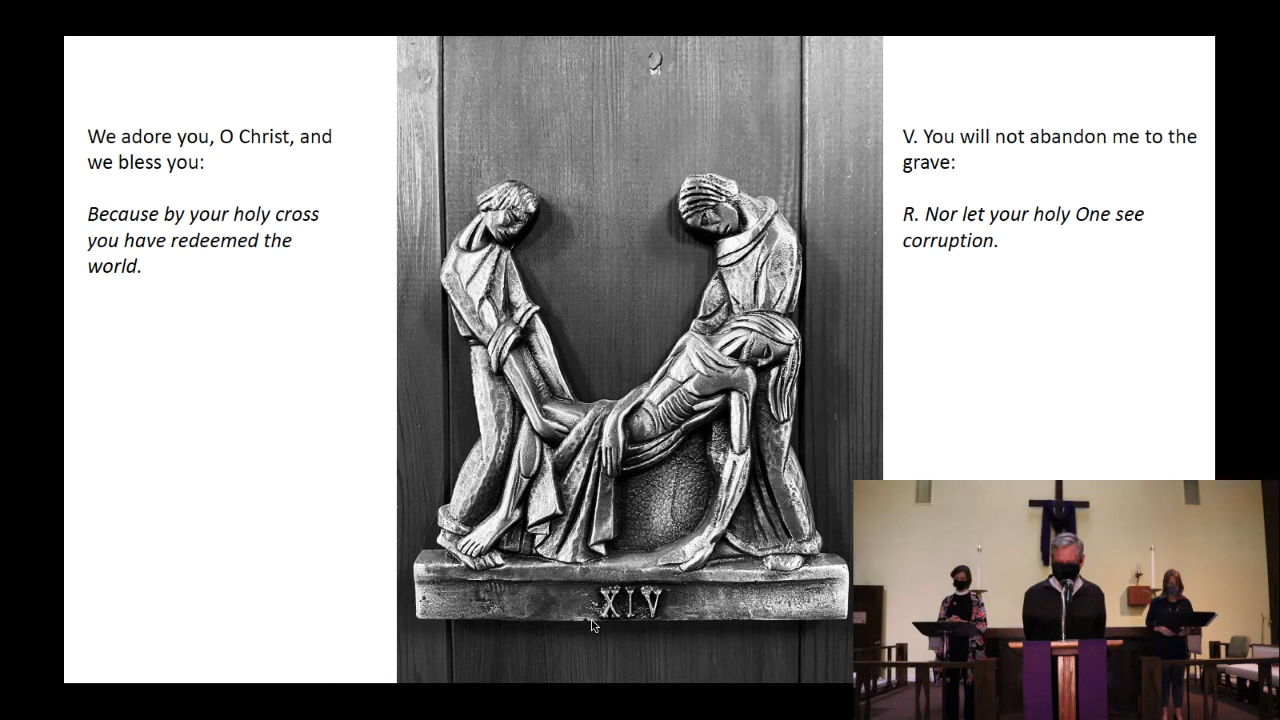 We adore you, O Christ, and
we bless you:
Because by your holy cross
you have redeemed the
world.
XIV
V. You will not abandon me to the
grave:
R. Nor let your holy One see
corruption.